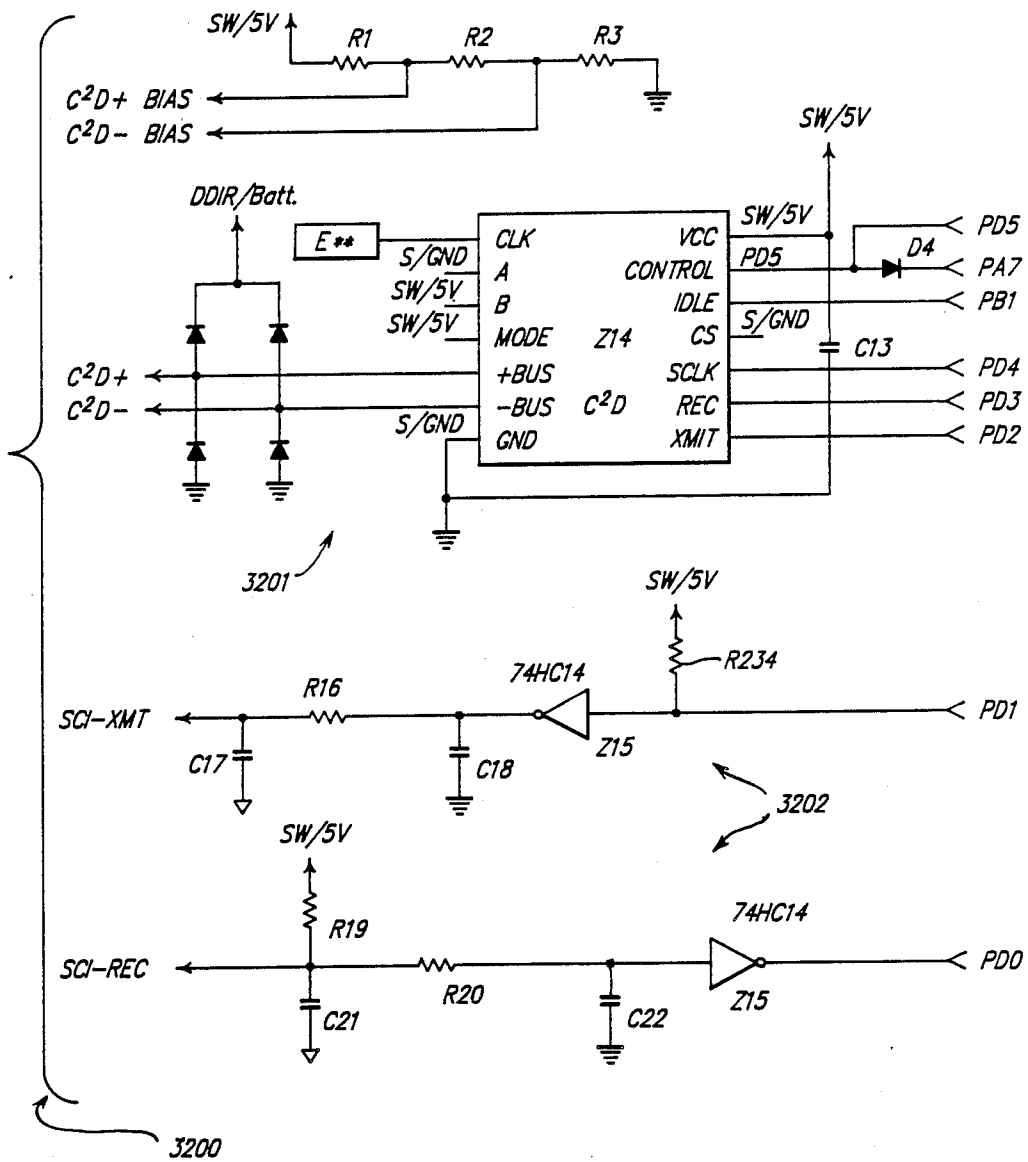 SW/5V
R1
R2
R3
C²D+ BIAS
C²D- BIAS
SW/5V
DDIR/Batt.
E**
CLK
S/GND
A
SW/5V
B
SW/5V
MODE
Z14
+BUS
-BUS
C²D
S/GND
GND
VCC
SW/5V
CONTROL
PD5
IDLE
CS
S/GND
SCLK
REC
XMIT
D4
PD5
PA7
PB1
C13
PD4
PD3
PD2
C²D+
C²D-
3201
SW/5V
R234
74HC14
R16
SCI-XMT
Z15
PD1
C17
C18
3202
SW/5V
R19
74HC14
SCI-REC
R20
PD0
Z15
C21
C22
3200